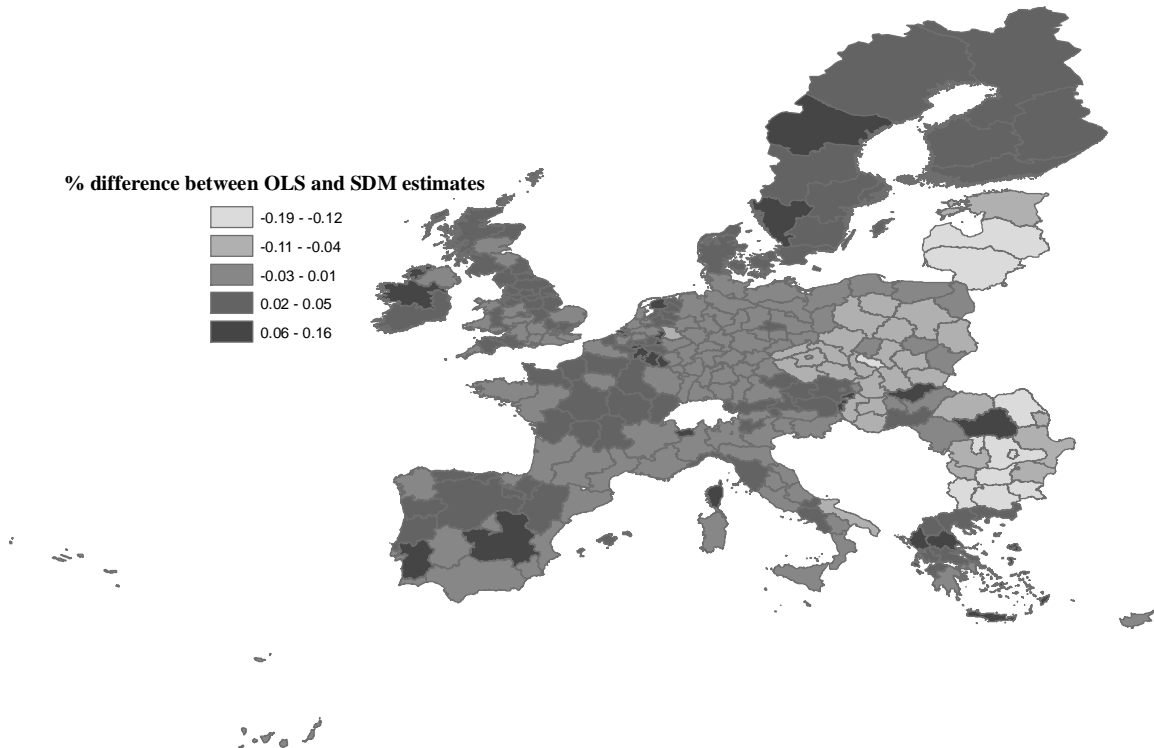 % difference between OLS and SDM estimates
-0.19 - -0.12
-0.11 - -0.04
-0.03 - 0.01
0.02 - 0.05
0.06 - 0.16